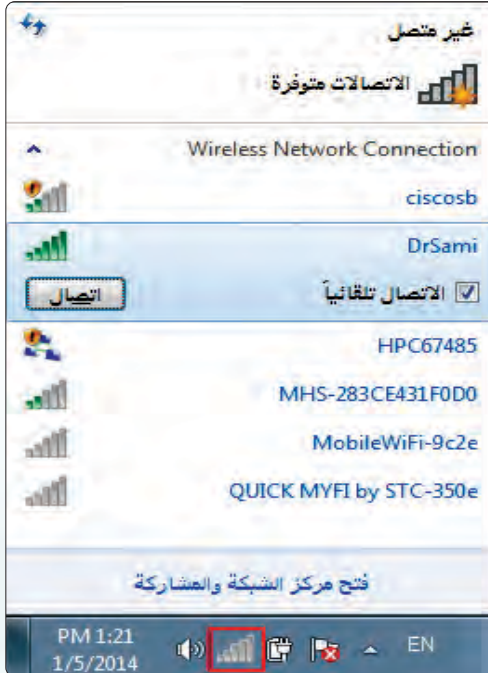 غير متصل
الاتصالات متوفرة
Wireless Network Connection
ciscosb
DrSami
الاتصال تلقائياً
اتصال
HPC67485
MHS-283CE431F0D0
MobileWiFi-9c2e
QUICK MYFI by STC-350e
فتح مركز الشبكة والمشاركة
EN
PM 1:21
1/5/2014